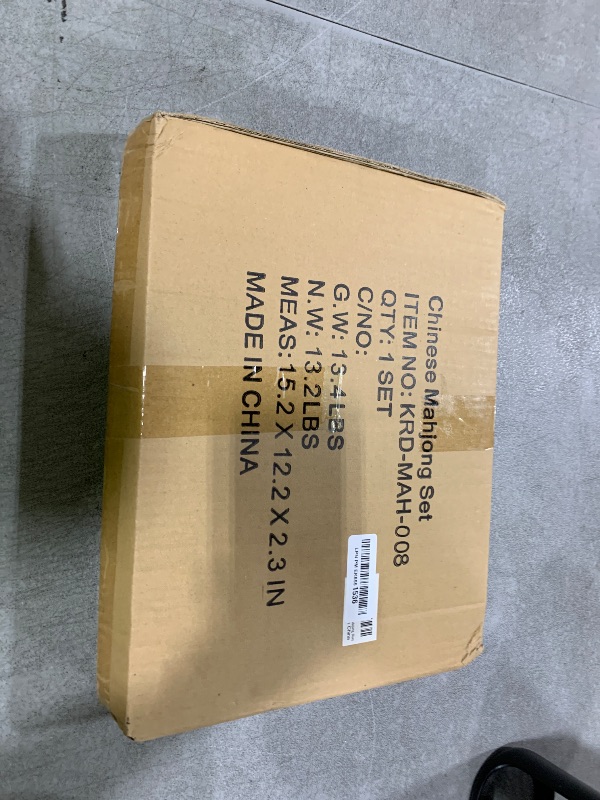 Chinese Mahjong Set
ITEM NO: KRD-MAH-008
QTY: 1 SET
C/NO:
G.W: 13.4LBS
N.W: 13.2LBS
MEAS: 15.2 X 12.2 X 2.3 IN
MADE IN CHINA
1536